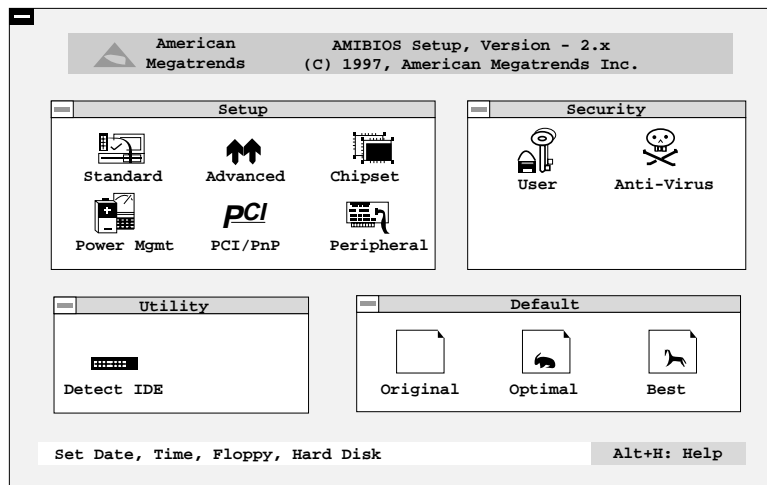 American Megatrends
AMIBIOS Setup, Version - 2.x
(C) 1997, American Megatrends Inc.
Setup
Standard
Advanced
Chipset
Power Mgmt
PCI
PCI/PnP
Peripheral
Security
User
Anti-Virus
Utility
Detect IDE
Default
Original
Optimal
Best
Set Date, Time, Floppy, Hard Disk
Alt+H: Help